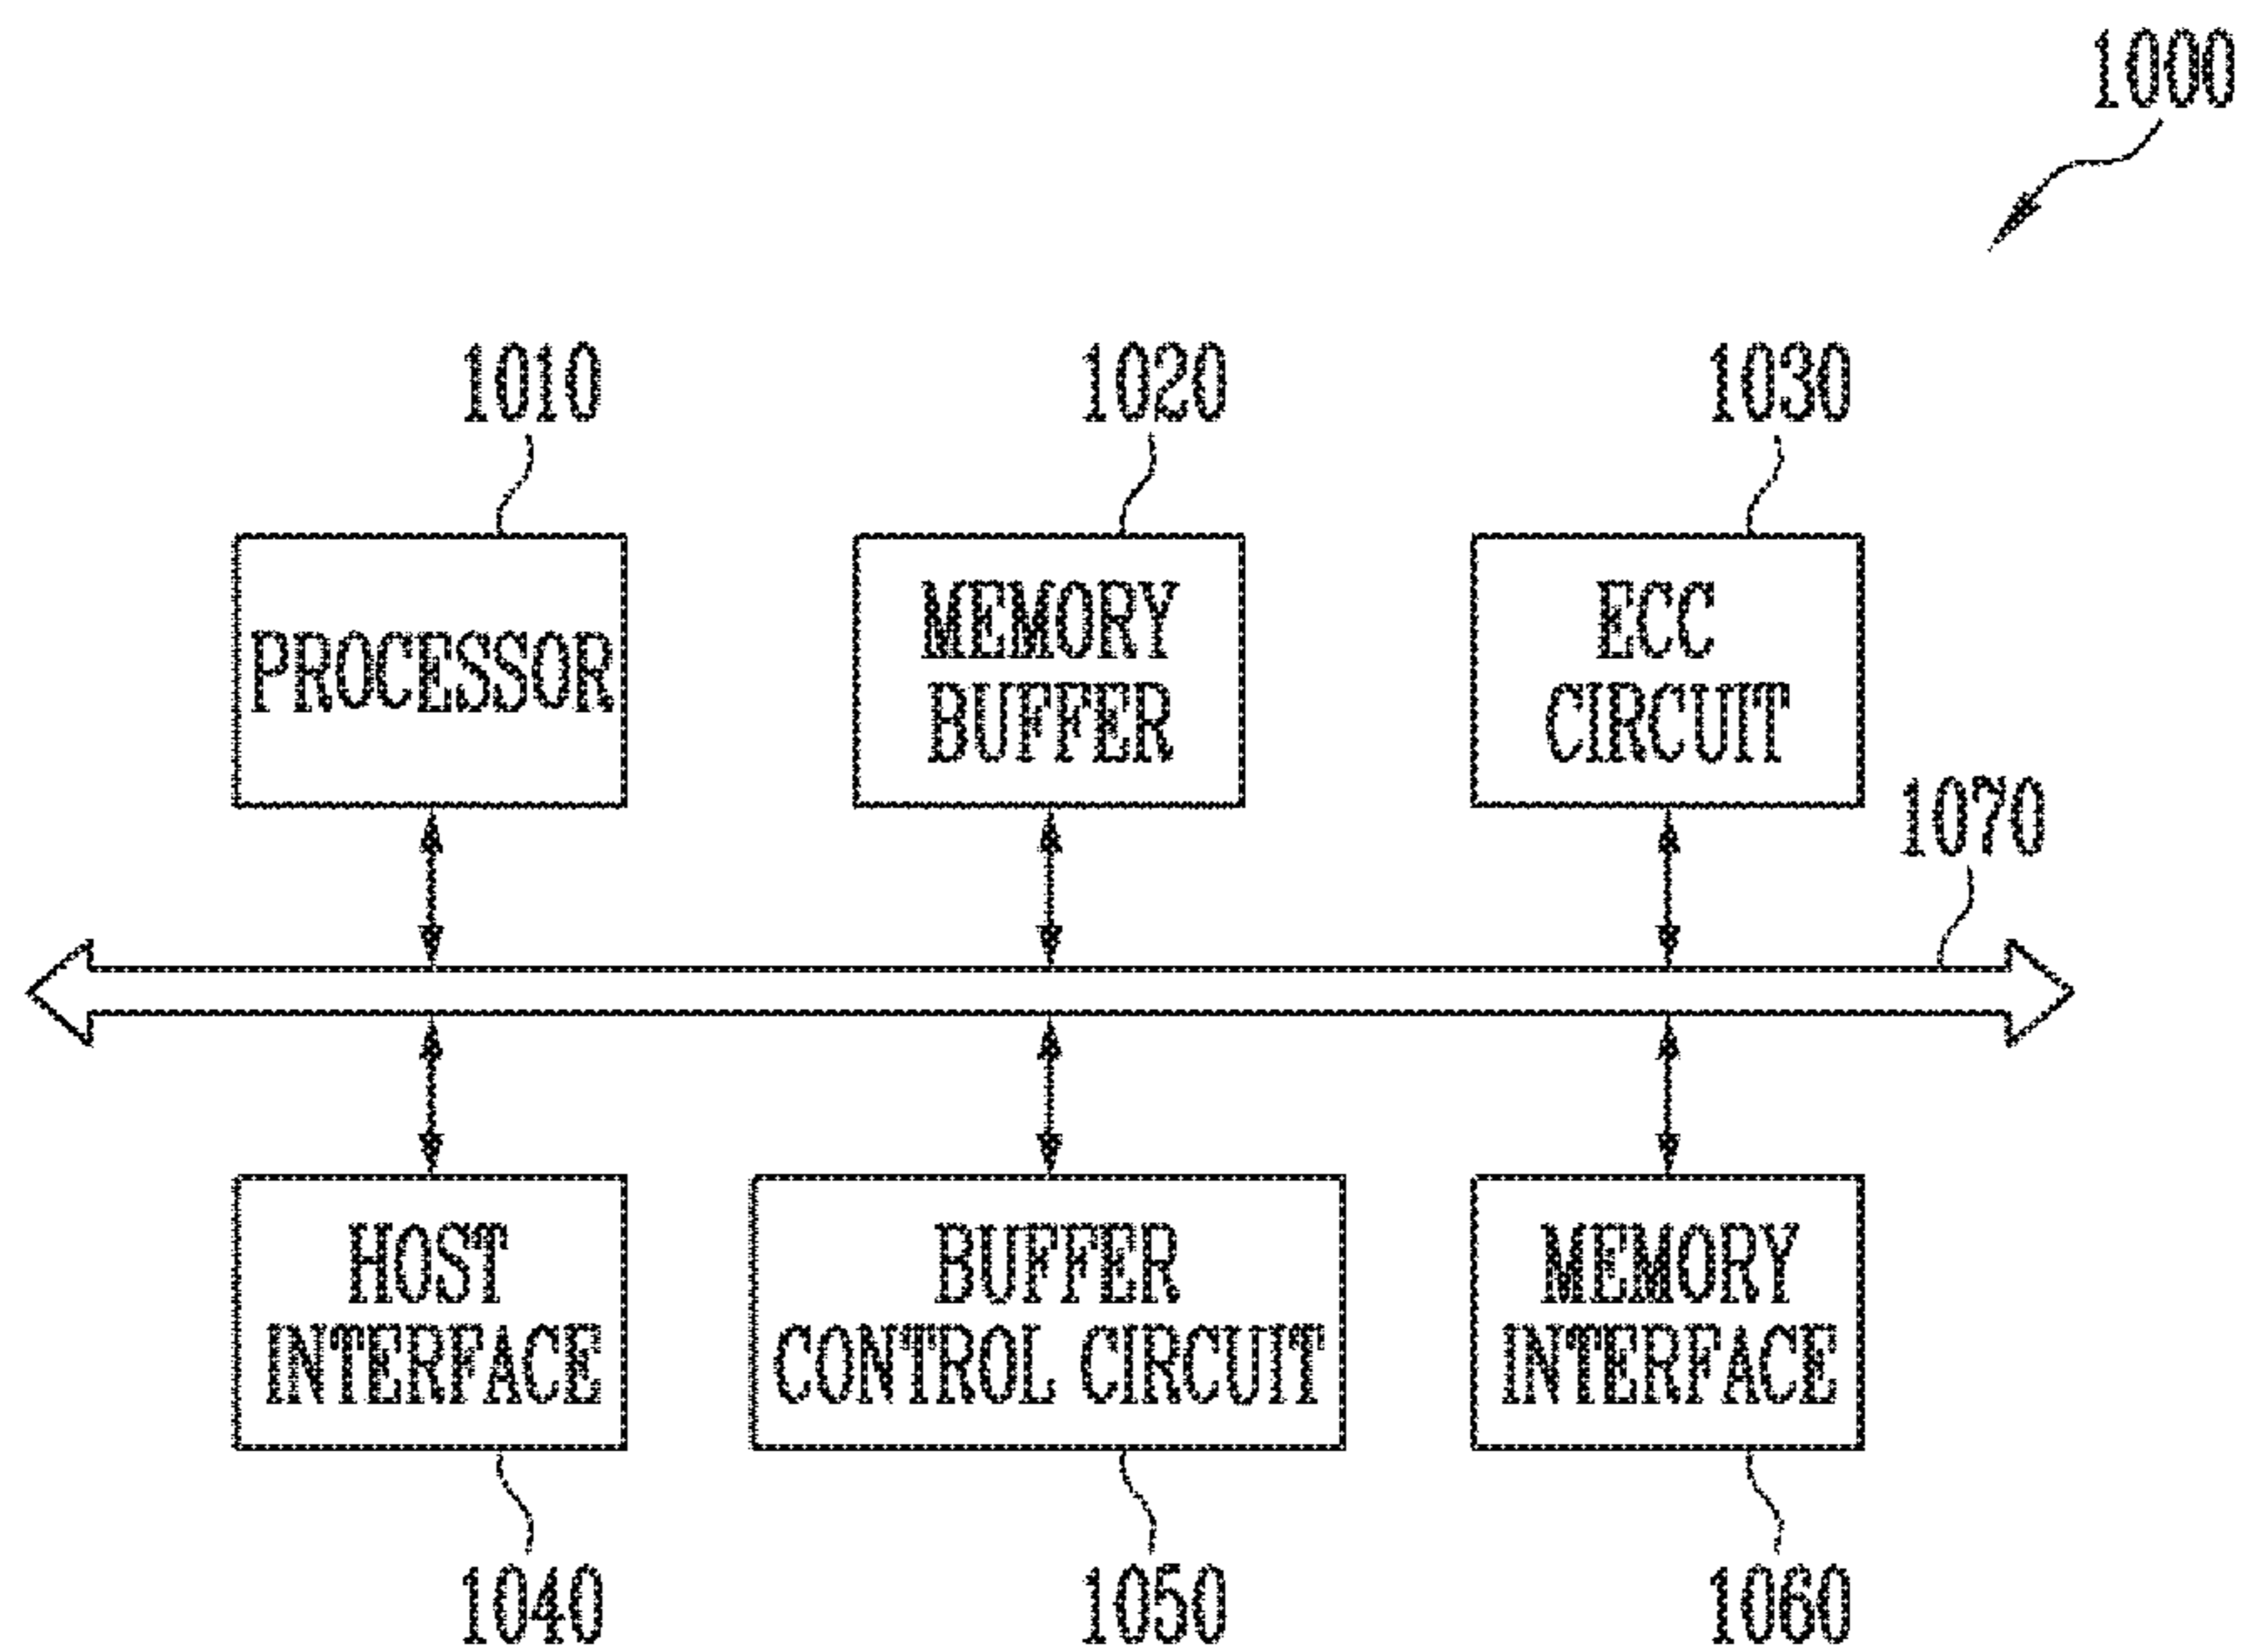 1000
1010
1020
1030
PROCESSOR
MEMORY
BUFFER
ECC
CIRCUIT
1070
HOST
INTERFACE
BUFFER
CONTROL CIRCUIT
MEMORY
INTERFACE
1040
1050
1060